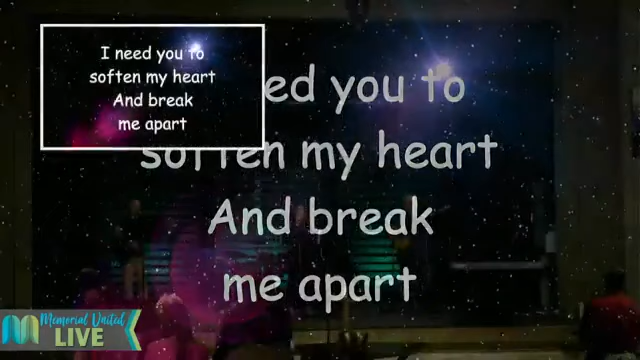 I need you to
soften my heart
And break
me apart
ed you to
soften my heart
And break
me apart
Memorial United
LIVE